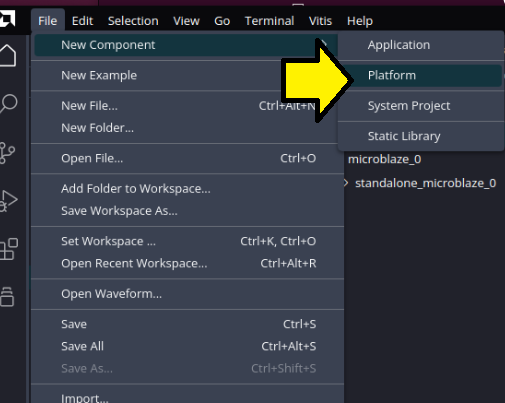 File Edit Selection View Go Terminal Vitis Help
New Component
Application
New Example
Platform
New File... Ctrl+Alt+N
System Project
New Folder...
Static Library
Open File... Ctrl+O
microblaze_0
Add Folder to Workspace...
standalone_microblaze_0
Save Workspace As...
Set Workspace ... Ctrl+K, Ctrl+O
Open Recent Workspace... Ctrl+Alt+R
Open Waveform...
Save Ctrl+S
Save All Ctrl+Alt+S
Save As... Ctrl+Shift+S
Import...